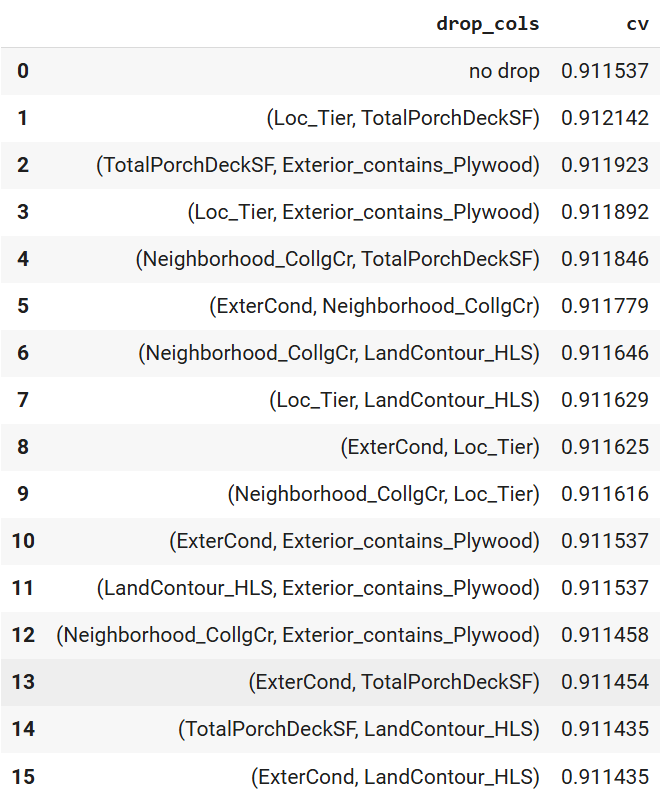 drop_cols cv
0 no drop 0.911537
1 (Loc_Tier, TotalPorchDeckSF) 0.912142
2 (TotalPorchDeckSF, Exterior_contains_Plywood) 0.911923
3 (Loc_Tier, Exterior_contains_Plywood) 0.911892
4 (Neighborhood_CollgCr, TotalPorchDeckSF) 0.911846
5 (ExterCond, Neighborhood_CollgCr) 0.911779
6 (Neighborhood_CollgCr, LandContour_HLS) 0.911646
7 (Loc_Tier, LandContour_HLS) 0.911629
8 (ExterCond, Loc_Tier) 0.911625
9 (Neighborhood_CollgCr, Loc_Tier) 0.911616
10 (ExterCond, Exterior_contains_Plywood) 0.911537
11 (LandContour_HLS, Exterior_contains_Plywood) 0.911537
12 (Neighborhood_CollgCr, Exterior_contains_Plywood) 0.911458
13 (ExterCond, TotalPorchDeckSF) 0.911454
14 (TotalPorchDeckSF, LandContour_HLS) 0.911435
15 (ExterCond, LandContour_HLS) 0.911435